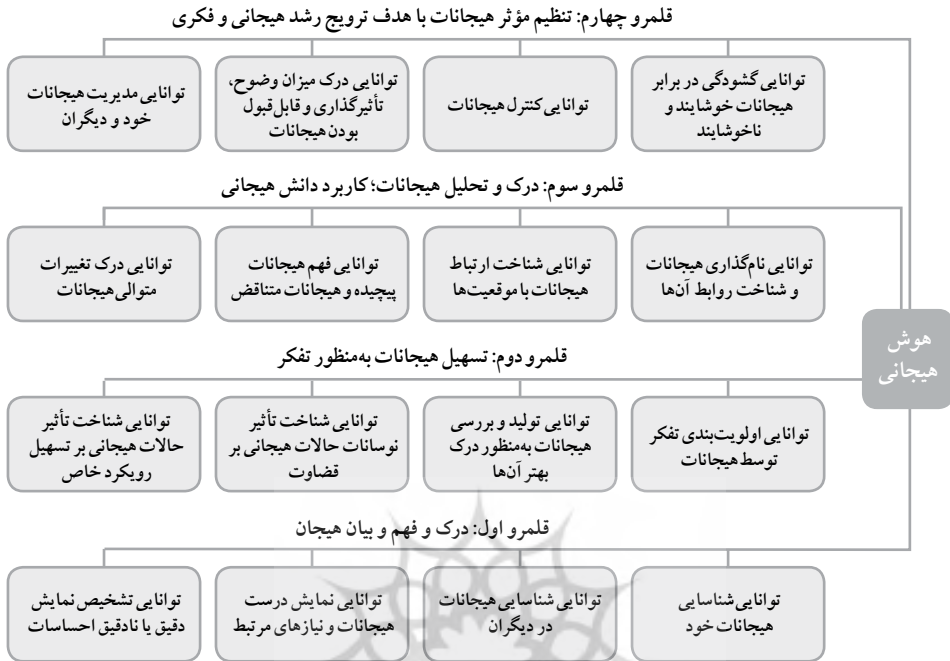 قلمرو چهارم: تنظیم مؤثر هیجانات با هدف ترویج رشد هیجانی و فکری
توانایی گشودگی در برابر
هیجانات خوشایند و
ناخوشایند
توانایی کنترل هیجانات
توانایی درک میزان وضوح،
تأثیرگذاری و قابل‌قبول
بودن هیجانات
توانایی مدیریت هیجانات
خود و دیگران
قلمرو سوم: درک و تحلیل هیجانات؛ کاربرد دانش هیجانی
توانایی نام‌گذاری هیجانات
و شناخت روابط آن‌ها
توانایی شناخت ارتباط
هیجانات با موقعیت‌ها
توانایی فهم هیجانات
پیچیده و هیجانات متناقض
توانایی درک تغییرات
متوالی هیجانات
هوش
هیجانی
قلمرو دوم: تسهیل هیجانات به‌منظور تفکر
توانایی اولویت‌بندی تفکر
توسط هیجانات
توانایی تولید و بررسی
هیجانات به‌منظور درک
بهتر آن‌ها
توانایی شناخت تأثیر
نوسانات حالات هیجانی بر
قضاوت
توانایی شناخت تأثیر
حالات هیجانی بر تسهیل
رویکرد خاص
قلمرو اول: درک و فهم و بیان هیجان
توانایی شناسایی
هیجانات خود
توانایی شناسایی هیجانات
در دیگران
توانایی نمایش درست
هیجانات و نیازهای مرتبط
توانایی تشخیص نمایش
دقیق یا نادقیق احساسات